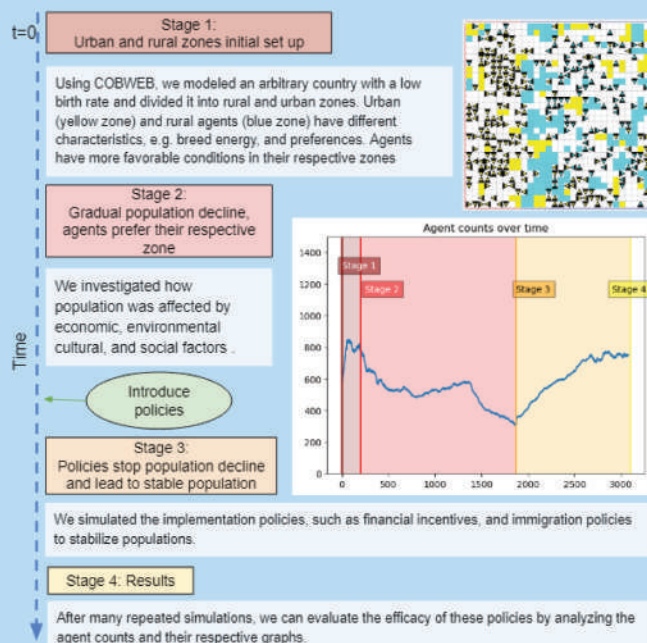 t=0
Stage 1:
Urban and rural zones initial set up
Using COBWEB, we modeled an arbitrary country with a low
birth rate and divided it into rural and urban zones. Urban
(yellow zone) and rural agents (blue zone) have different
characteristics, e.g. breed energy, and preferences. Agents
have more favorable conditions in their respective zones
Stage 2:
Gradual population decline,
agents prefer their respective
zone
We investigated how
population was affected by
economic, environmental
cultural, and social factors .
Time
Introduce
policies
Agent counts over time
1400
1200
1000
800
600
400
200
0
Stage 1
Stage 2
Stage 3
Stage 4
0
500
1000
1500
2000
2500
3000
Stage 3:
Policies stop population decline
and lead to stable population
We simulated the implementation policies, such as financial incentives, and immigration policies
to stabilize populations.
Stage 4: Results
After many repeated simulations, we can evaluate the efficacy of these policies by analyzing the
agent counts and their respective graphs.